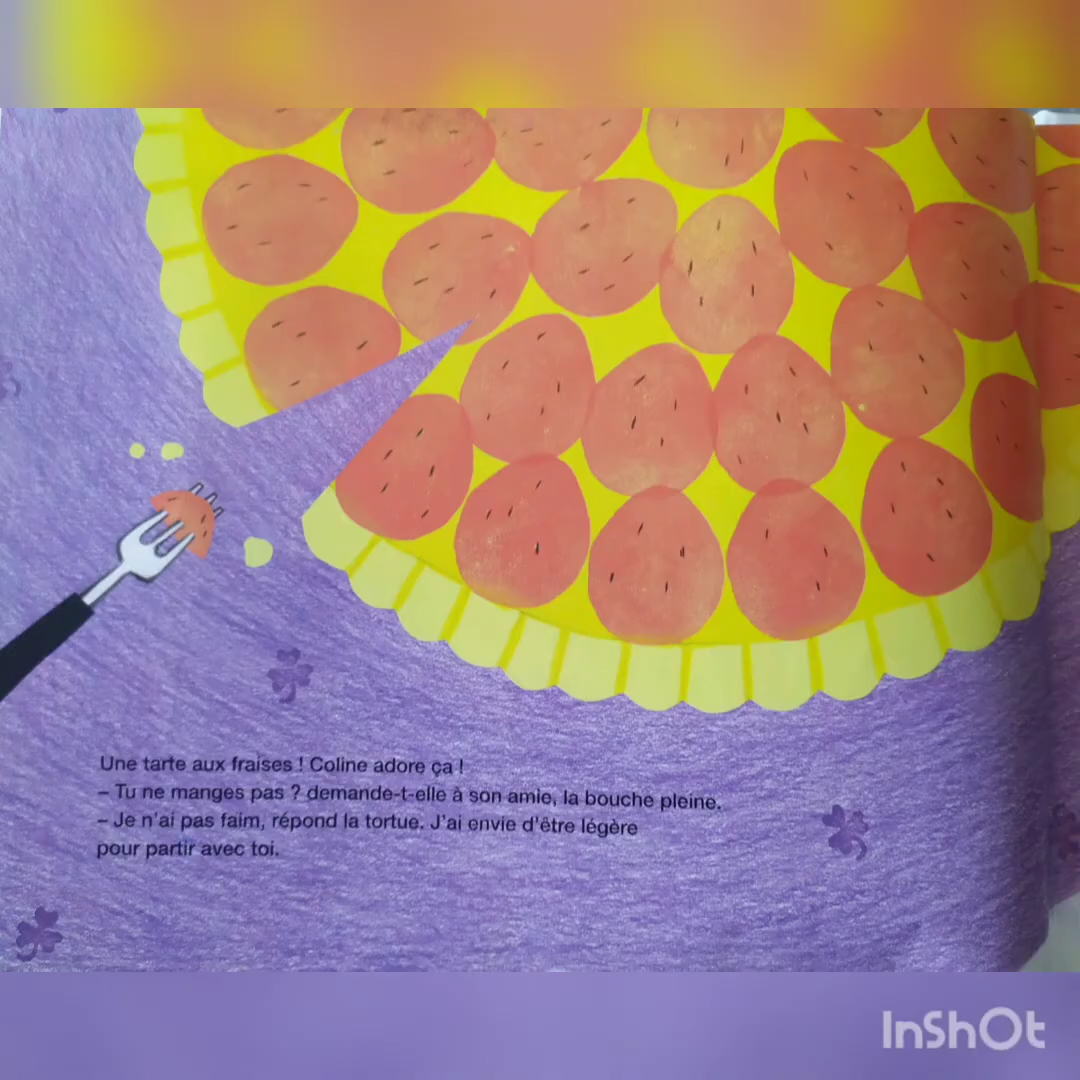 Une tarte aux fraises ! Coline adore ça !
– Tu ne manges pas ? demande-t-elle à son amie, la bouche pleine.
– Je n'ai pas faim, répond la tortue. J'ai envie d'être légère
pour partir avec toi.
InShOt